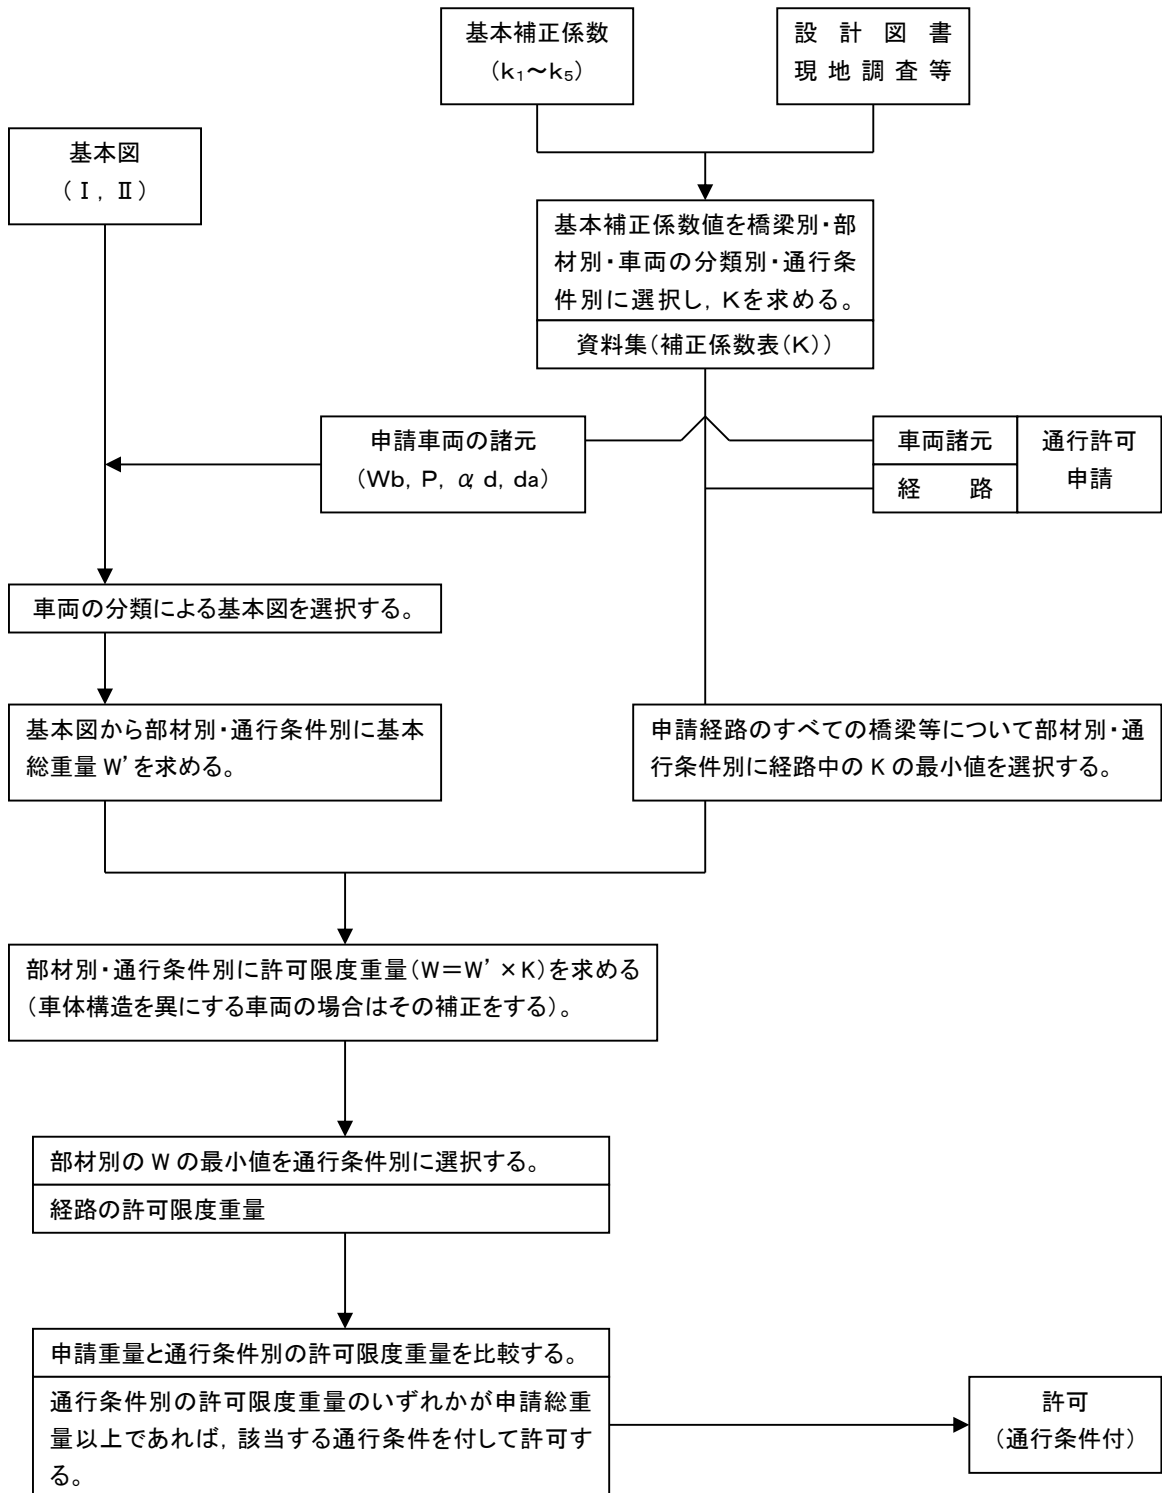 基本補正係数
(k₁～k₅)
設計図書
現地調査等
基本図
(Ⅰ, Ⅱ)
基本補正係数値を橋梁別・部
材別・車両の分類別・通行条
件別に選択し, Kを求める。
資料集(補正係数表(K))
申請車両の諸元
(Wb, P, α, d, da)
車両諸元
経　　路
通行許可
申請
車両の分類による基本図を選択する。
基本図から部材別・通行条件別に基本
総重量 W' を求める。
申請経路のすべての橋梁等について部材別・通
行条件別に経路中の K の最小値を選択する。
部材別・通行条件別に許可限度重量(W=W' × K)を求める
(車体構造を異にする車両の場合はその補正をする)。
部材別の W の最小値を通行条件別に選択する。
経路の許可限度重量
申請重量と通行条件別の許可限度重量を比較する。
通行条件別の許可限度重量のいずれかが申請総重
量以上であれば, 該当する通行条件を付して許可す
る。
許可
(通行条件付)